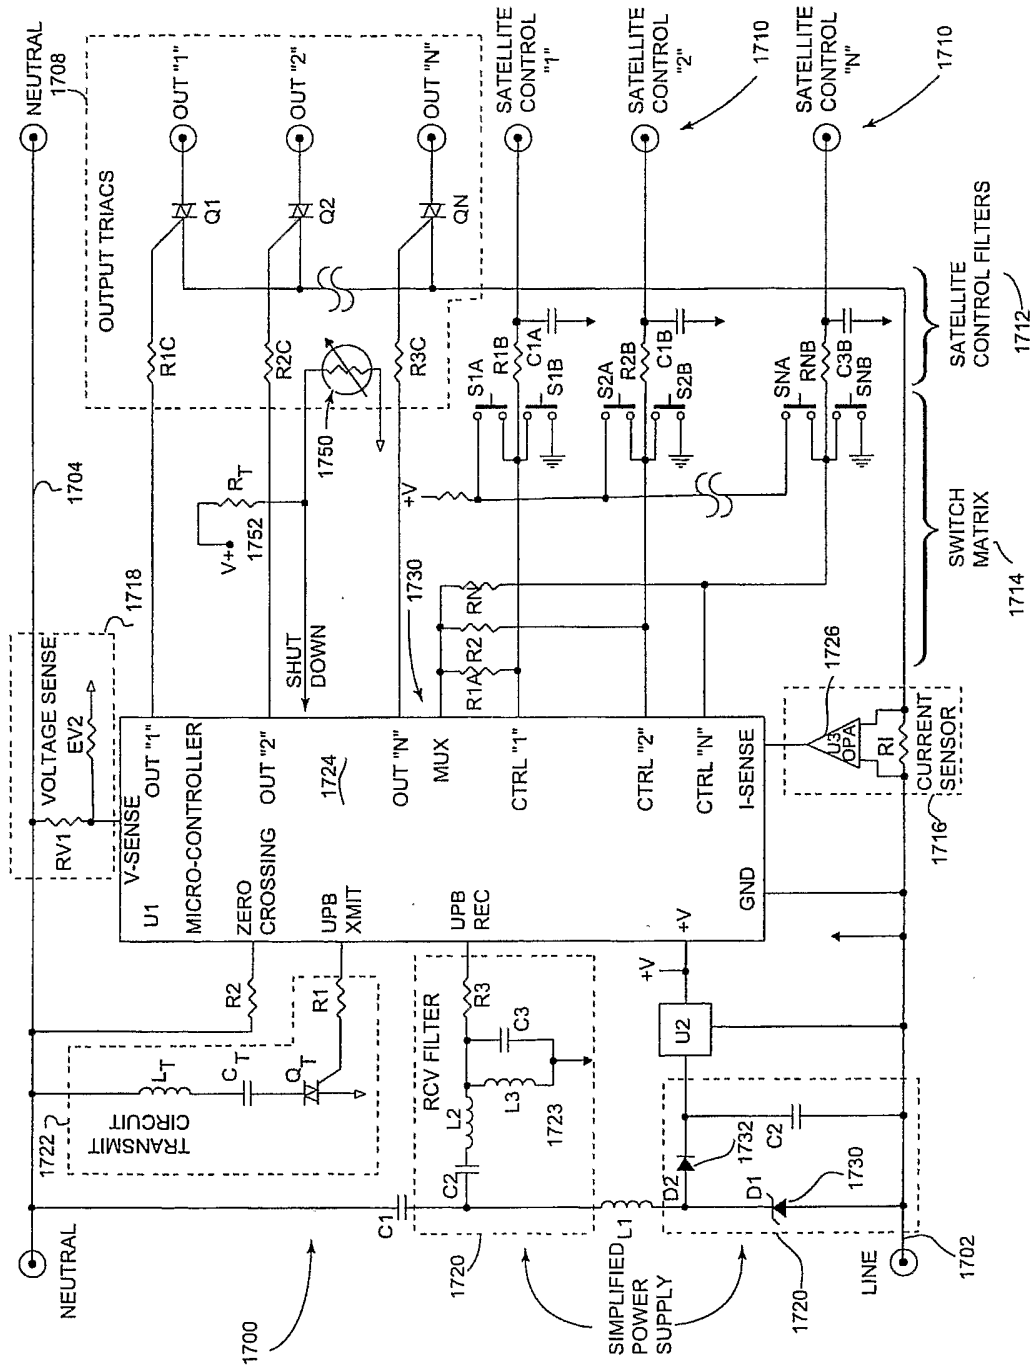 NEUTRAL
1704
NEUTRAL
1708
OUTPUT TRIACS
OUT "1"
OUT "2"
OUT "N"
Q1
Q2
QN
R1C
R2C
R3C
1750
R T
V+
1752
SHUT
DOWN
1718
VOLTAGE SENSE
RV1
EV2
V-SENSE
U1
MICRO-CONTROLLER
1724
ZERO
CROSSING
UPB
XMIT
UPB
REC
+V
GND
OUT "1"
OUT "2"
OUT "N"
MUX
CTRL "1"
CTRL "2"
CTRL "N"
I-SENSE
1730
R1A
R2
RN
+V
S1A
S1B
R1B
C1A
S2A
S2B
R2B
C1B
SNA
SNB
RNB
C3B
SATELLITE
CONTROL
"1"
SATELLITE
CONTROL
"2"
SATELLITE
CONTROL
"N"
1710
1710
SATELLITE
CONTROL FILTERS
1712
SWITCH
MATRIX
1714
1726
U3
OPA
RI
CURRENT
SENSOR
1716
1722
TRANSMIT
CIRCUIT
L T
C T
Q T
R1
R2
RCV FILTER
R3
C3
L3
L2
C2
1723
1720
C1
1700
SIMPLIFIED
POWER
SUPPLY
L1
+V
U2
D2
1732
C2
D1
1730
1720
LINE
1702